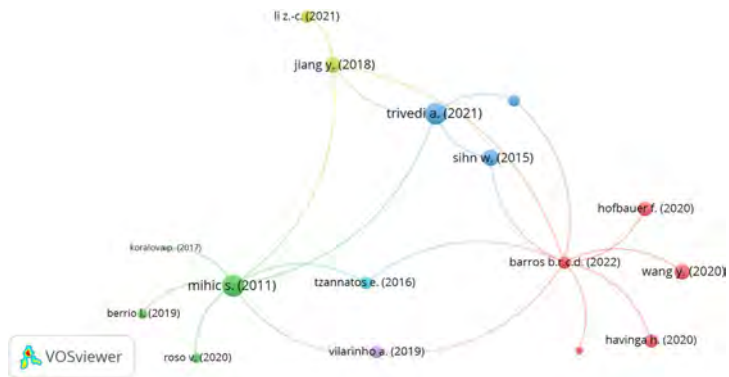 li z.-c. (2021)
jiang y. (2018)
trivedi a. (2021)
sihn w. (2015)
hofbauer f. (2020)
koralova p. (2017)
barros b.r.c.d. (2022)
wang y. (2020)
mihic s. (2011)
tzannatos e. (2016)
berrio l. (2019)
havinga h. (2020)
vilarinho a. (2019)
roso v. (2020)
VOSviewer